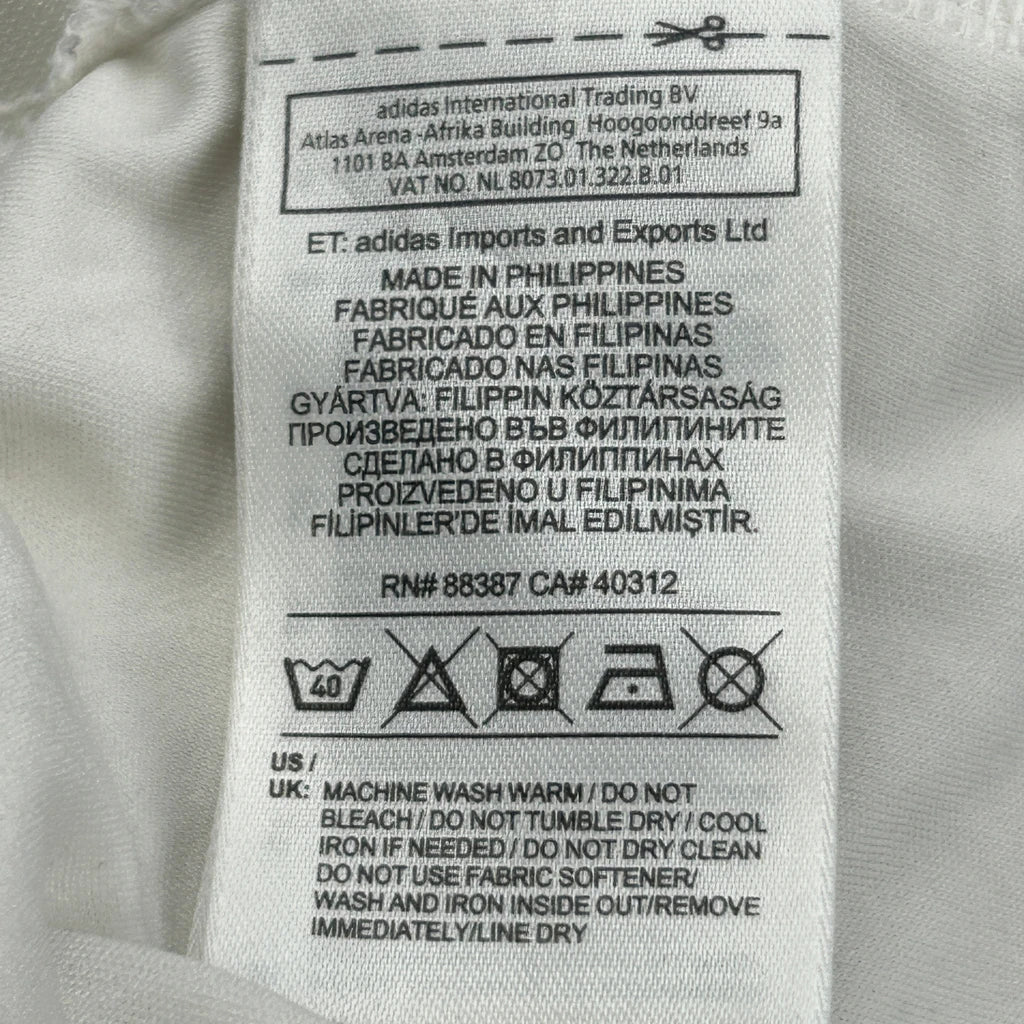 adidas International Trading BV
Atlas Arena -Afrika Building Hoogoorddreef 9a
1101 BA Amsterdam ZO The Netherlands
VAT NO. NL 8073.01.322.B.01
ET: adidas Imports and Exports Ltd
MADE IN PHILIPPINES
FABRIQUÉ AUX PHILIPPINES
FABRICADO EN FILIPINAS
FABRICADO NAS FILIPINAS
GYÁRTVA: FILIPPIN KÖZTÁRSASÁG
ПРОИЗВЕДЕНО ВЪВ ФИЛИПИНИТЕ
СДЕЛАНО В ФИЛИППИНАХ
PROIZVEDENO U FILIPINIMA
FİLİPİNLER'DE İMAL EDİLMİŞTİR.
RN# 88387 CA# 40312
40
US /
UK: MACHINE WASH WARM / DO NOT
BLEACH / DO NOT TUMBLE DRY / COOL
IRON IF NEEDED / DO NOT DRY CLEAN
DO NOT USE FABRIC SOFTENER/
WASH AND IRON INSIDE OUT/REMOVE
IMMEDIATELY/LINE DRY